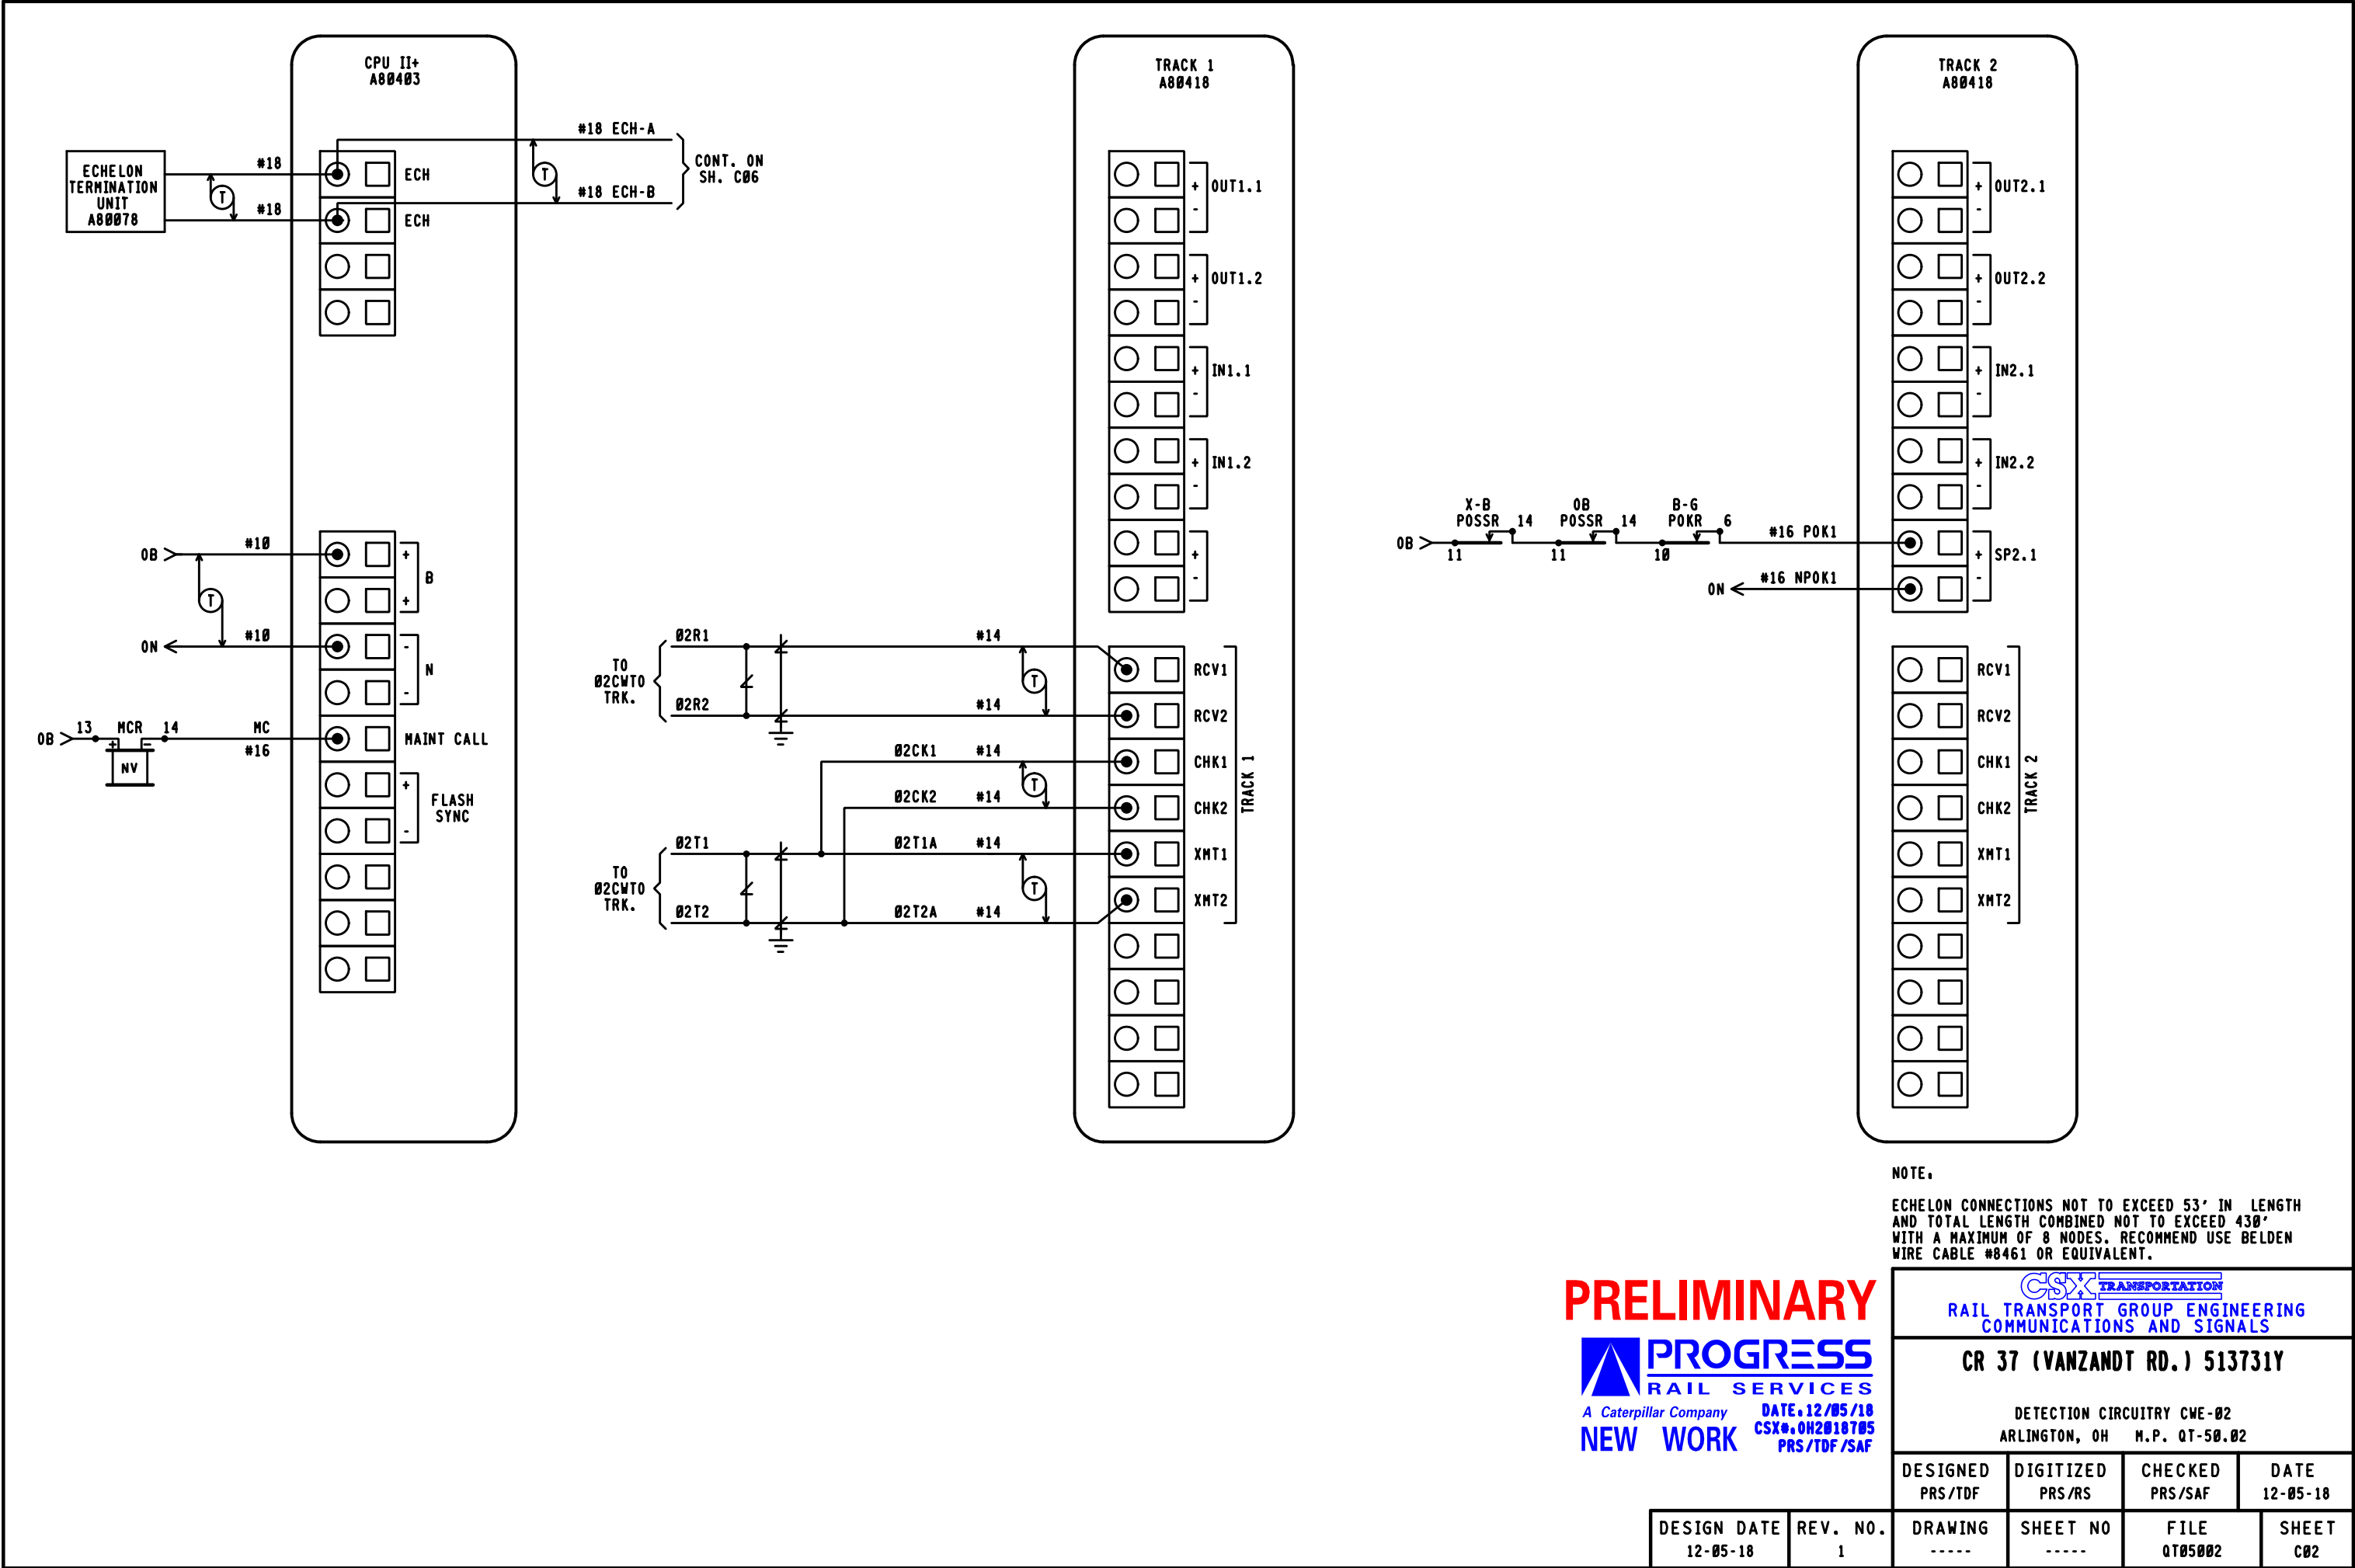 CPU II+
A80403
ECHELON
TERMINATION
UNIT
A80078
#18
#18
T
ECH
ECH
#18 ECH-A
#18 ECH-B
T
CONT. ON
SH. C06
OB
#10
T
ON
#10
+
+
B
-
-
N
OB
13
MCR
14
+
-
NV
MC
#16
MAINT CALL
+
-
FLASH
SYNC
TRACK 1
A80418
+
-
OUT1.1
+
-
OUT1.2
+
-
IN1.1
+
-
IN1.2
+
-
TO
02CWTO
TRK.
02R1
#14
02R2
#14
T
02CK1
#14
02CK2
#14
T
TO
02CWTO
TRK.
02T1
02T1A
#14
02T2
02T2A
#14
T
RCV1
RCV2
CHK1
CHK2
XMT1
XMT2
TRACK 1
TRACK 2
A80418
+
-
OUT2.1
+
-
OUT2.2
+
-
IN2.1
+
-
IN2.2
+
-
SP2.1
OB
X-B
POSSR
14
11
OB
POSSR
14
11
B-G
POKR
6
10
#16 POK1
ON
#16 NPOK1
RCV1
RCV2
CHK1
CHK2
XMT1
XMT2
TRACK 2
NOTE:
ECHELON CONNECTIONS NOT TO EXCEED 53' IN LENGTH
AND TOTAL LENGTH COMBINED NOT TO EXCEED 430'
WITH A MAXIMUM OF 8 NODES. RECOMMEND USE BELDEN
WIRE CABLE #8461 OR EQUIVALENT.
PRELIMINARY
PROGRESS
RAIL SERVICES
A Caterpillar Company
NEW WORK
DATE:12/05/18
CSX#:OH2018705
PRS/TDF/SAF
CSX TRANSPORTATION
RAIL TRANSPORT GROUP ENGINEERING
COMMUNICATIONS AND SIGNALS
CR 37 (VANZANDT RD.) 513731Y
DETECTION CIRCUITRY CWE-02
ARLINGTON, OH M.P. QT-50.02
DESIGNED
PRS/TDF
DIGITIZED
PRS/RS
CHECKED
PRS/SAF
DATE
12-05-18
DESIGN DATE
12-05-18
REV. NO.
1
DRAWING
-----
SHEET NO
-----
FILE
QT05002
SHEET
C02